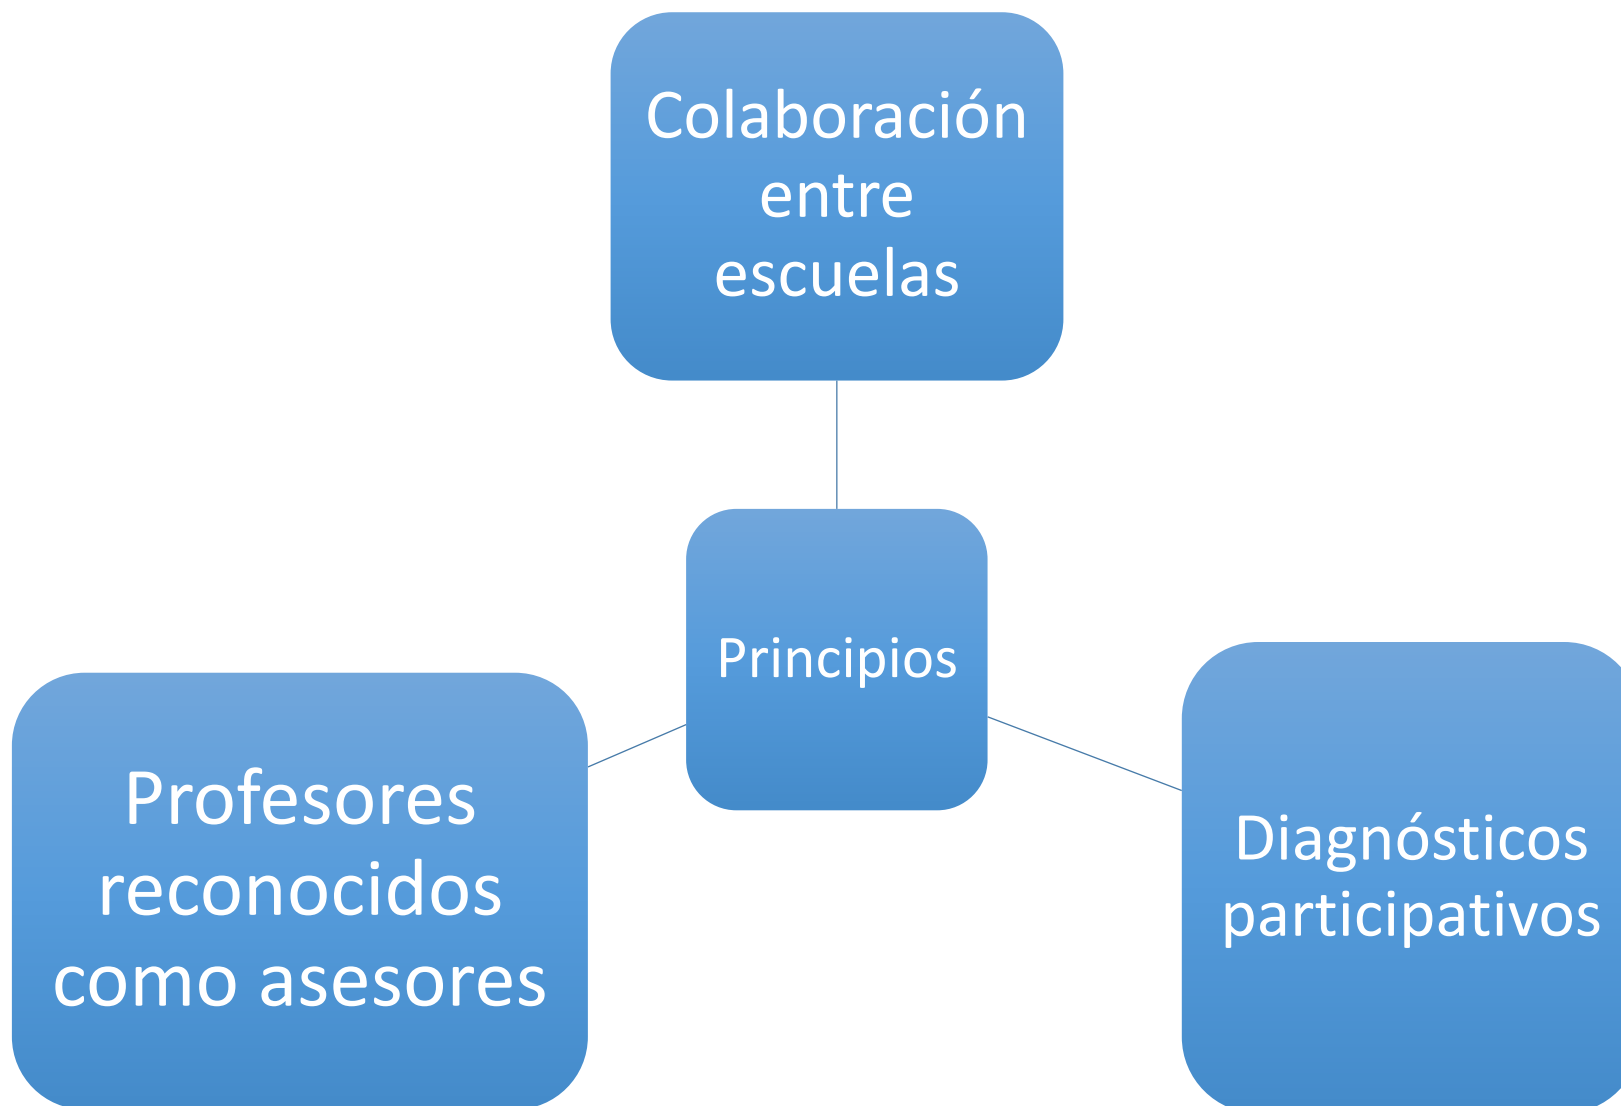 Colaboración
entre
escuelas
Principios
Profesores
reconocidos
como asesores
Diagnósticos
participativos